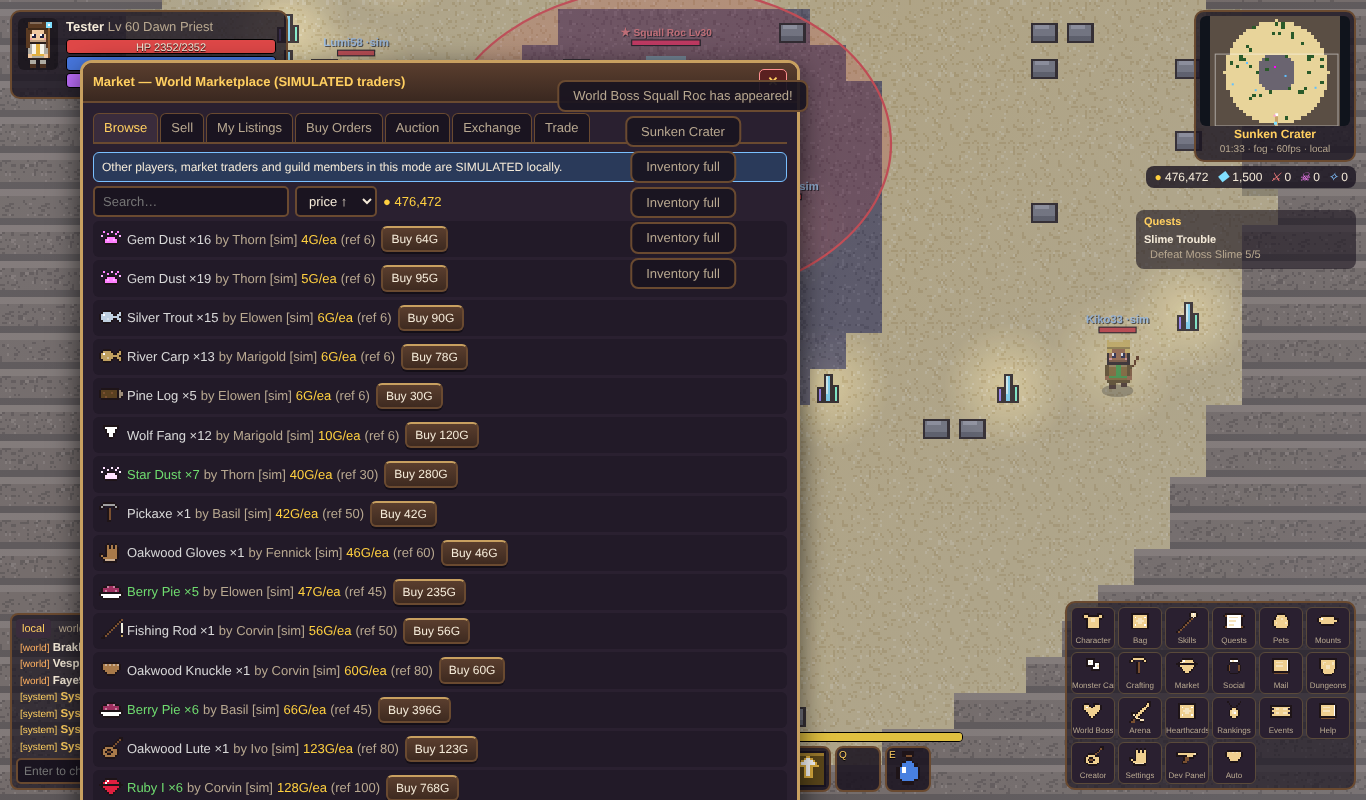 Tester Lv 60 Dawn Priest
HP 2352/2352
Lumi58 ·sim
★ Squall Roc Lv30
Market — World Marketplace (SIMULATED traders)
World Boss Squall Roc has appeared!
Sunken Crater
Inventory full
Inventory full
Inventory full
Inventory full
Browse
Sell
My Listings
Buy Orders
Auction
Exchange
Trade
Other players, market traders and guild members in this mode are SIMULATED locally.
Search…
price ↑
476,472
Gem Dust ×16 by Thorn [sim] 4G/ea (ref 6) Buy 64G
Gem Dust ×19 by Thorn [sim] 5G/ea (ref 6) Buy 95G
Silver Trout ×15 by Elowen [sim] 6G/ea (ref 6) Buy 90G
River Carp ×13 by Marigold [sim] 6G/ea (ref 6) Buy 78G
Pine Log ×5 by Elowen [sim] 6G/ea (ref 6) Buy 30G
Wolf Fang ×12 by Marigold [sim] 10G/ea (ref 6) Buy 120G
Star Dust ×7 by Thorn [sim] 40G/ea (ref 30) Buy 280G
Pickaxe ×1 by Basil [sim] 42G/ea (ref 50) Buy 42G
Oakwood Gloves ×1 by Fennick [sim] 46G/ea (ref 60) Buy 46G
Berry Pie ×5 by Elowen [sim] 47G/ea (ref 45) Buy 235G
Fishing Rod ×1 by Corvin [sim] 56G/ea (ref 50) Buy 56G
Oakwood Knuckle ×1 by Corvin [sim] 60G/ea (ref 80) Buy 60G
Berry Pie ×6 by Basil [sim] 66G/ea (ref 45) Buy 396G
Oakwood Lute ×1 by Ivo [sim] 123G/ea (ref 80) Buy 123G
Ruby I ×6 by Corvin [sim] 128G/ea (ref 100) Buy 768G
sim
Sunken Crater
01:33 · fog · 60fps · local
476,472 1,500 0 0 0
Quests
Slime Trouble
Defeat Moss Slime 5/5
Kiko33 ·sim
local
[world] Brak
[world] Vesp
[world] Faye
[system] Sys
[system] Sys
[system] Sys
[system] Sys
Enter to ch
Q
E
Character
Bag
Skills
Quests
Pets
Mounts
Monster Ca
Crafting
Market
Social
Mail
Dungeons
World Boss
Arena
Hearthcards
Rankings
Events
Help
Creator
Settings
Dev Panel
Auto